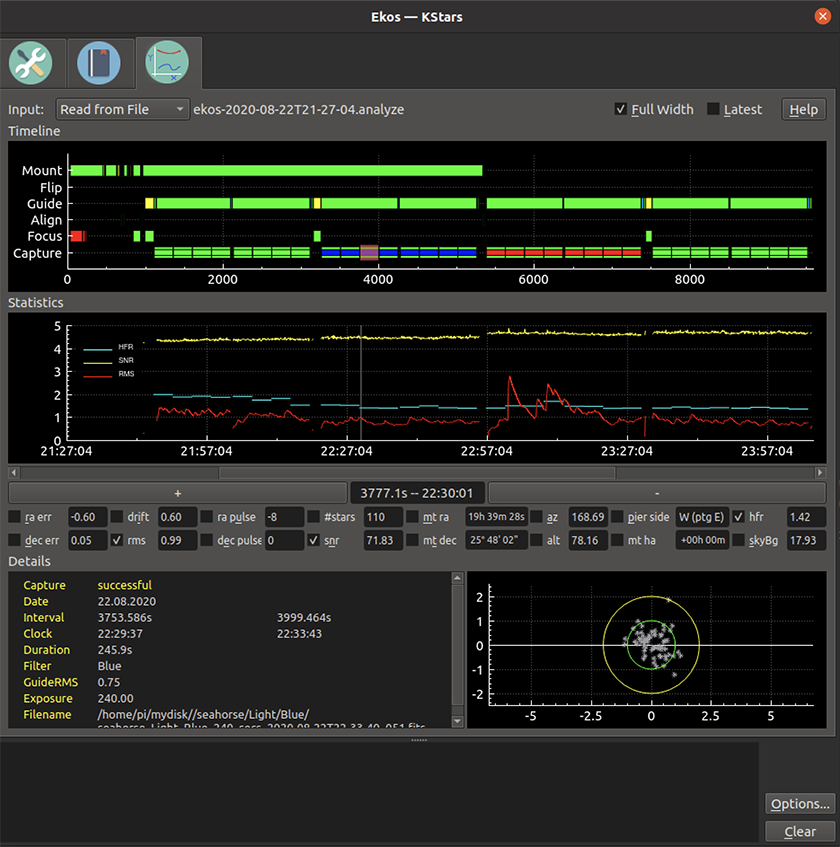 Ekos — KStars
Input: Read from File ekos-2020-08-22T21-27-04.analyze Full Width Latest Help
Timeline
Mount
Flip
Guide
Align
Focus
Capture
0 2000 4000 6000 8000
Statistics
5
4
3
2
1
0
HFR
SNR
RMS
21:27:04 21:57:04 22:27:04 22:57:04 23:27:04 23:57:04
+ 3777.1s -- 22:30:01 -
ra err -0.60 drift 0.60 ra pulse -8 #stars 110 mt ra 19h 39m 28s az 168.69 pier side W (ptg E) hfr 1.42
dec err 0.05 rms 0.99 dec pulse 0 snr 71.83 mt dec 25° 48' 02" alt 78.16 mt ha +00h 00m skyBg 17.93
Details
Capture successful
Date 22.08.2020
Interval 3753.586s 3999.464s
Clock 22:29:37 22:33:43
Duration 245.9s
Filter Blue
GuideRMS 0.75
Exposure 240.00
Filename /home/pi/mydisk//seahorse/Light/Blue/
seahorse_Light_Blue_240_secs_2020-08-22T22-33-40_051.fits
2
1
0
-1
-2
-5 -2.5 0 2.5 5
Options...
Clear